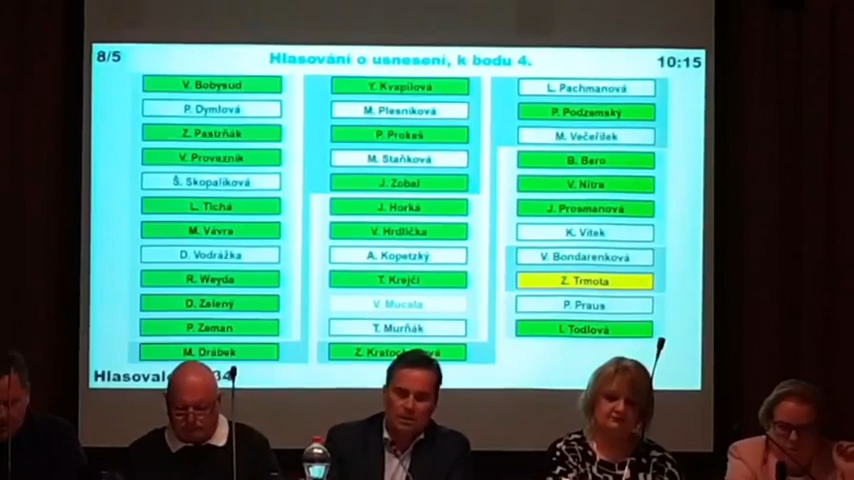 8/5 Hlasování o usnesení, k bodu 4. 10:15
V. Bobysud
P. Dymlová
Z. Pastrňák
V. Provazník
Š. Skopalíková
L. Tichá
M. Vávra
D. Vodrážka
R. Weyda
D. Zelený
P. Zeman
M. Drábek
Y. Kvapilová
M. Plesníková
P. Prokeš
M. Staňková
J. Zobal
J. Horká
V. Hrdlička
A. Kopetzký
T. Krejčí
V. Mucala
T. Murňák
L. Pachmanová
P. Podzemský
M. Večeřílek
B. Bero
V. Nitra
J. Prosmanová
K. Vítek
V. Bondarenková
Z. Trmota
P. Praus
I. Todlová
34